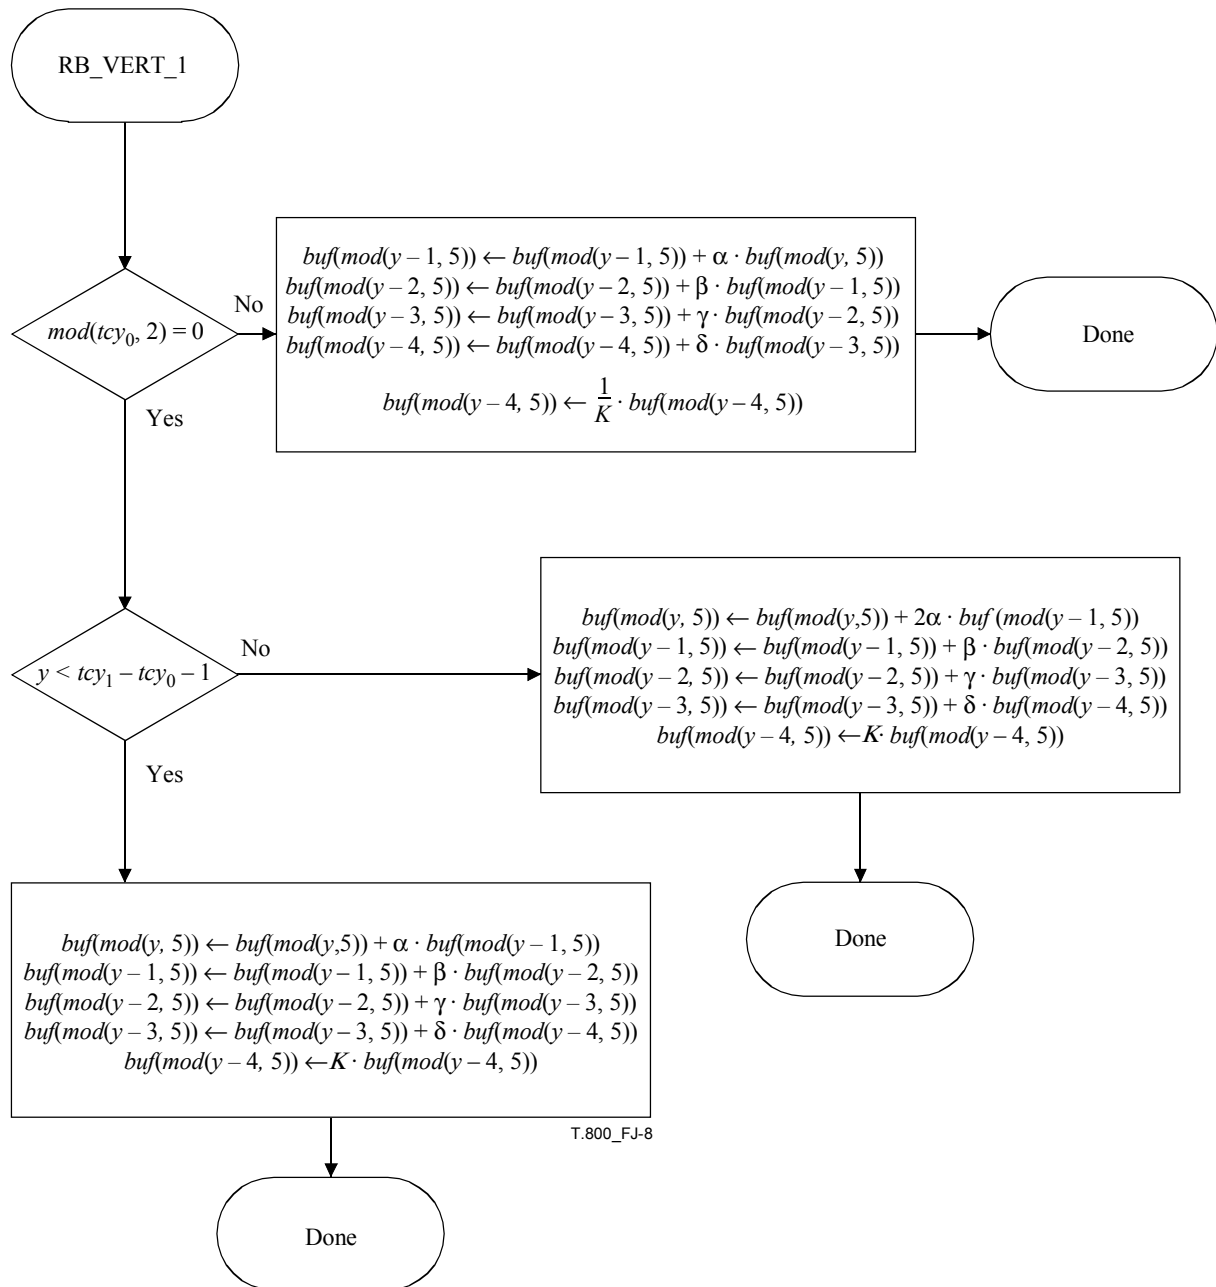 RB_VERT_1
buf(mod(y – 1, 5)) ← buf(mod(y – 1, 5)) + α · buf(mod(y, 5))
buf(mod(y – 2, 5)) ← buf(mod(y – 2, 5)) + β · buf(mod(y – 1, 5))
No
mod(tcy₀, 2) = 0
buf(mod(y – 3, 5)) ← buf(mod(y – 3, 5)) + γ · buf(mod(y – 2, 5))
buf(mod(y – 4, 5)) ← buf(mod(y – 4, 5)) + δ · buf(mod(y – 3, 5))
Done
buf(mod(y – 4, 5)) ← 1/K · buf(mod(y – 4, 5))
Yes
y < tcy₁ – tcy₀ – 1
No
buf(mod(y, 5)) ← buf(mod(y,5)) + 2α · buf (mod(y – 1, 5))
buf(mod(y – 1, 5)) ← buf(mod(y – 1, 5)) + β · buf(mod(y – 2, 5))
buf(mod(y – 2, 5)) ← buf(mod(y – 2, 5)) + γ · buf(mod(y – 3, 5))
buf(mod(y – 3, 5)) ← buf(mod(y – 3, 5)) + δ · buf(mod(y – 4, 5))
buf(mod(y – 4, 5)) ←K· buf(mod(y – 4, 5))
Yes
Done
buf(mod(y, 5)) ← buf(mod(y,5)) + α · buf(mod(y – 1, 5))
buf(mod(y – 1, 5)) ← buf(mod(y – 1, 5)) + β · buf(mod(y – 2, 5))
buf(mod(y – 2, 5)) ← buf(mod(y – 2, 5)) + γ · buf(mod(y – 3, 5))
buf(mod(y – 3, 5)) ← buf(mod(y – 3, 5)) + δ · buf(mod(y – 4, 5))
buf(mod(y – 4, 5)) ←K · buf(mod(y – 4, 5))
T.800_FJ-8
Done